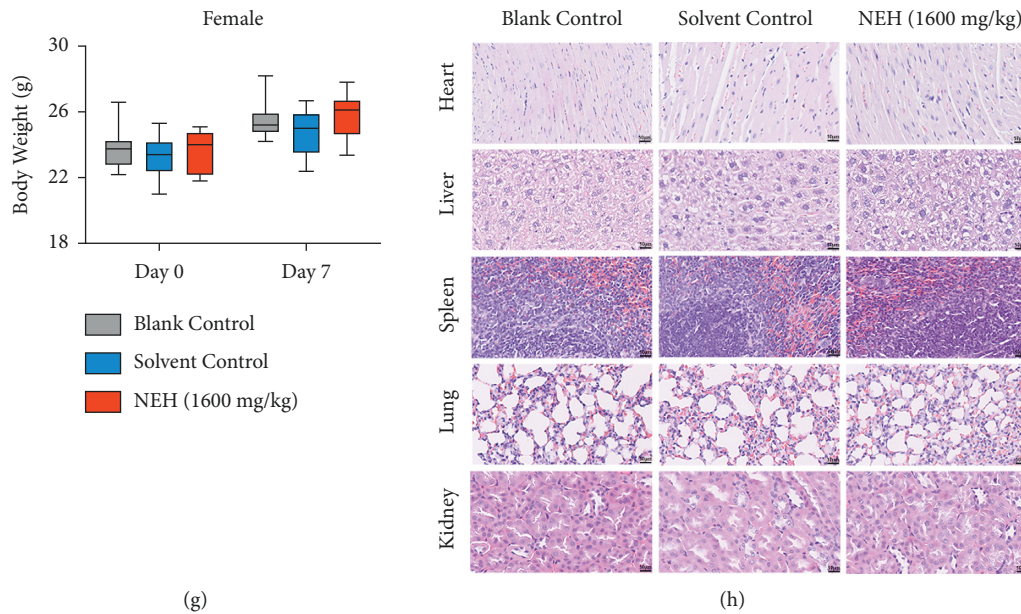 Female
Body Weight (g)
30
26
22
18
Day 0
Day 7
Blank Control
Solvent Control
NEH (1600 mg/kg)
(g)
Blank Control
Solvent Control
NEH (1600 mg/kg)
Heart
Liver
Spleen
Lung
Kidney
(h)